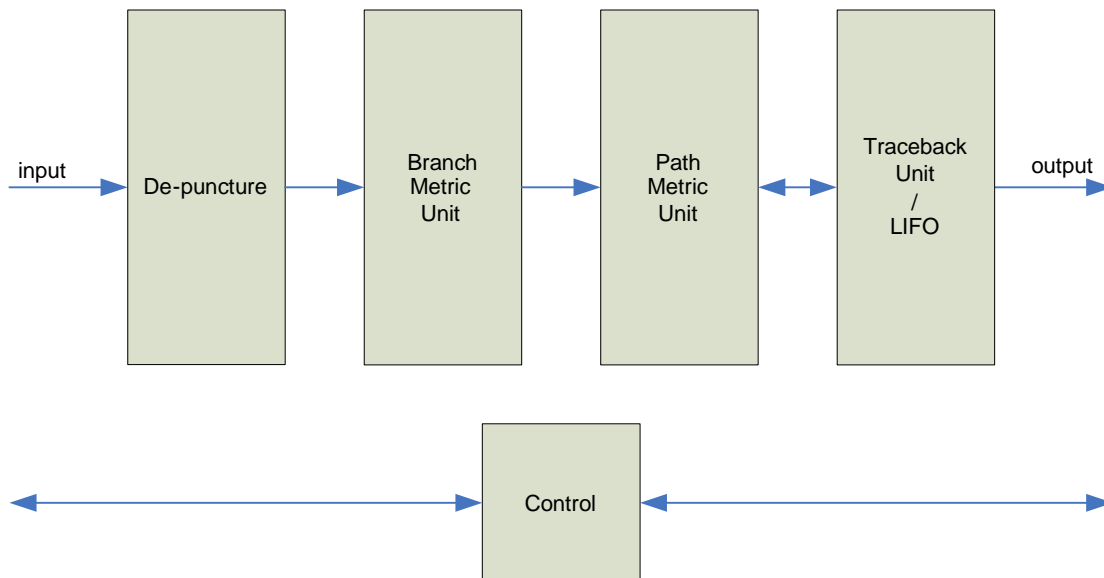 input
De-puncture
Branch
Metric
Unit
Path
Metric
Unit
Traceback
Unit
/
LIFO
output
Control